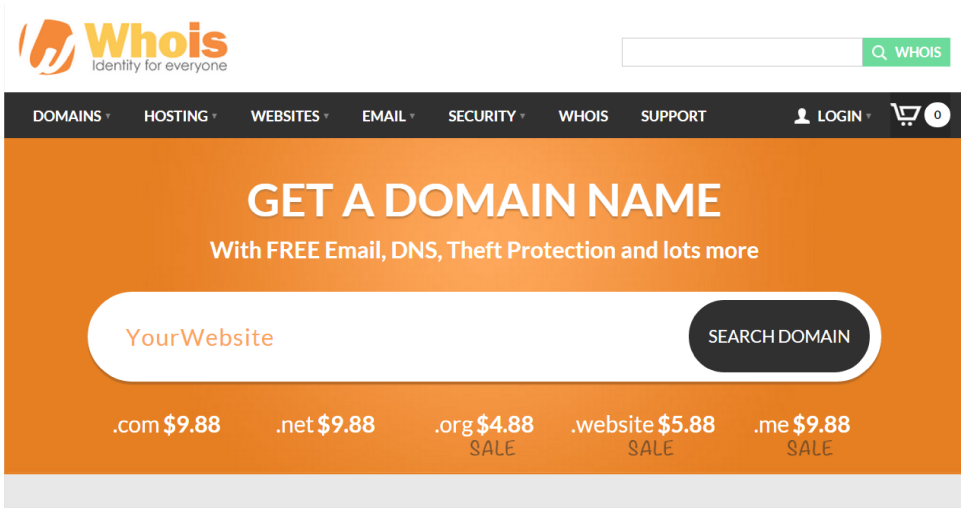 Whois
Identity for everyone
WHOIS
DOMAINS HOSTING WEBSITES EMAIL SECURITY WHOIS SUPPORT LOGIN 0
GET A DOMAIN NAME
With FREE Email, DNS, Theft Protection and lots more
YourWebsite SEARCH DOMAIN
.com $9.88 .net $9.88 .org $4.88 .website $5.88 .me $9.88
SALE SALE SALE